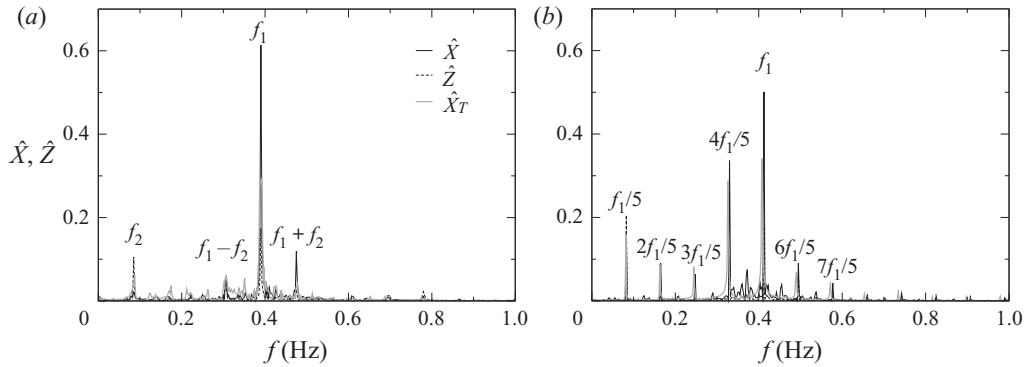 (a)
0.6
0.4
0.2
0
0.2
0.4
0.6
0.8
1.0
X̂, Ẑ
f (Hz)
f₁
f₂
f₁ − f₂
f₁ + f₂
X̂
Ẑ
X̂_T
(b)
0.6
0.4
0.2
0
0.2
0.4
0.6
0.8
1.0
f (Hz)
f₁
4f₁/5
f₁/5
2f₁/5
3f₁/5
6f₁/5
7f₁/5